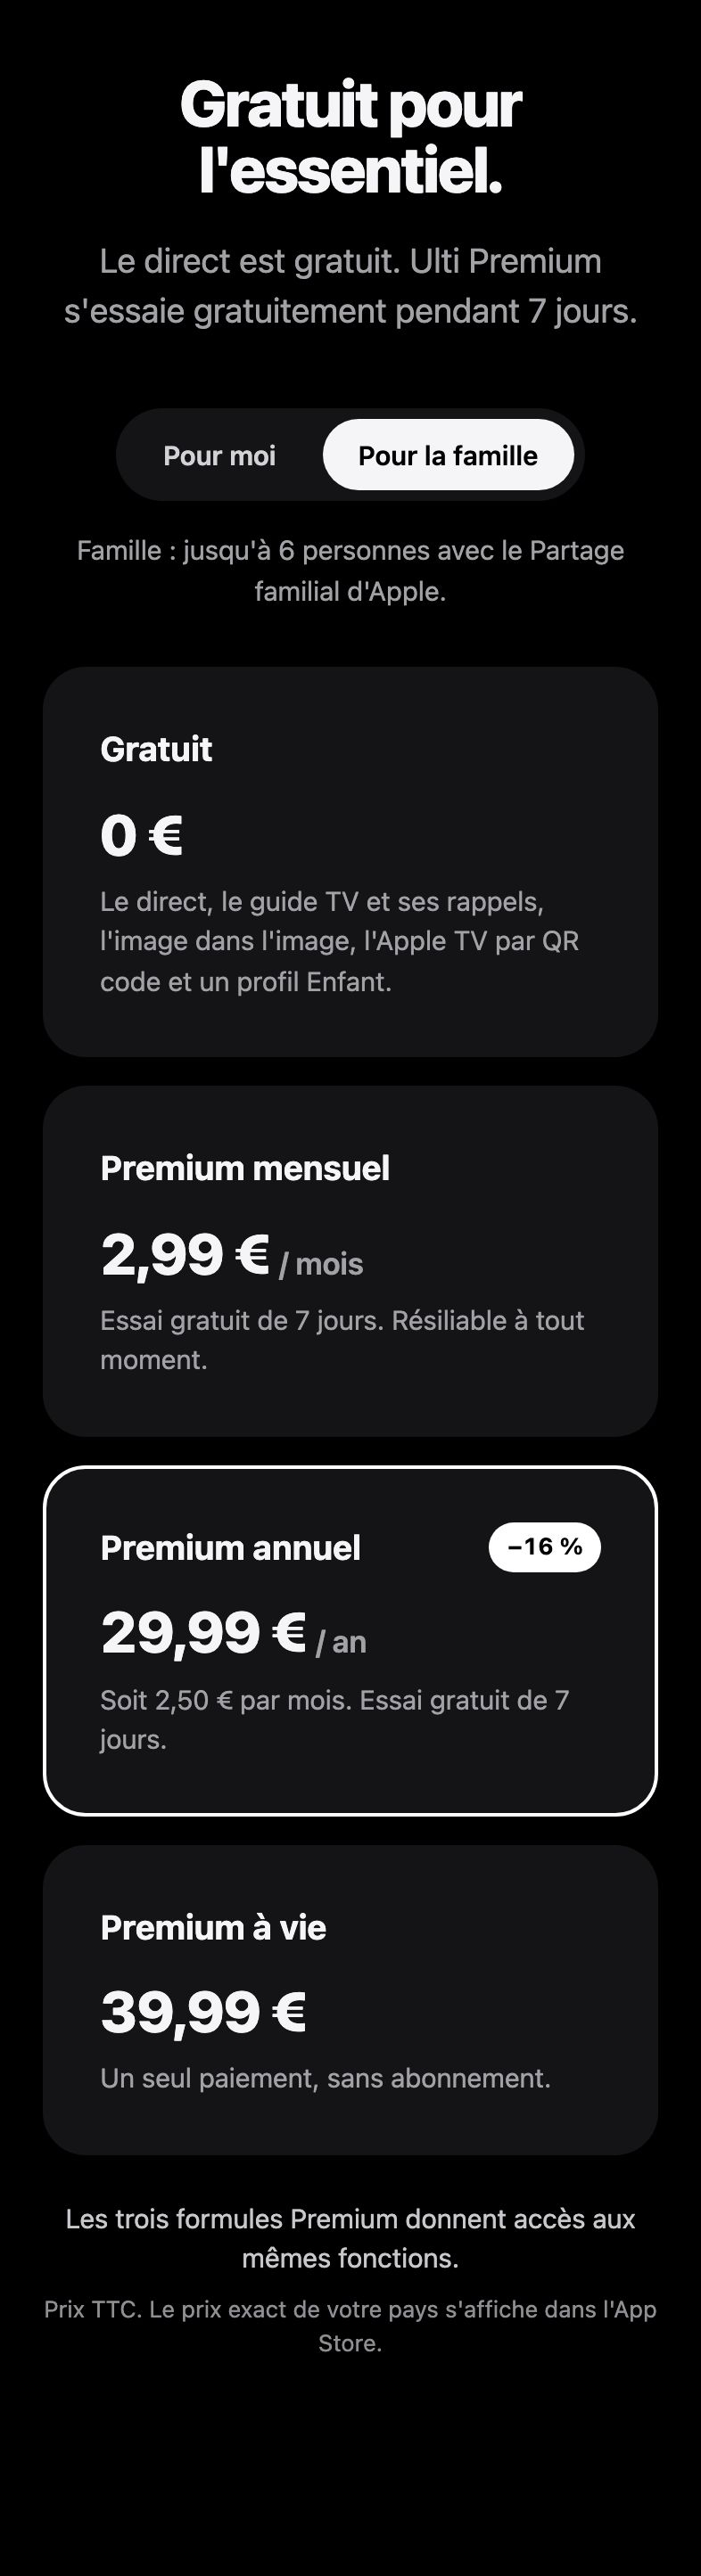 Gratuit pour
l'essentiel.
Le direct est gratuit. Ulti Premium
s'essaie gratuitement pendant 7 jours.
Pour moi
Pour la famille
Famille : jusqu'à 6 personnes avec le Partage
familial d'Apple.
Gratuit
0 €
Le direct, le guide TV et ses rappels,
l'image dans l'image, l'Apple TV par QR
code et un profil Enfant.
Premium mensuel
2,99 € / mois
Essai gratuit de 7 jours. Résiliable à tout
moment.
Premium annuel
−16 %
29,99 € / an
Soit 2,50 € par mois. Essai gratuit de 7
jours.
Premium à vie
39,99 €
Un seul paiement, sans abonnement.
Les trois formules Premium donnent accès aux
mêmes fonctions.
Prix TTC. Le prix exact de votre pays s'affiche dans l'App
Store.